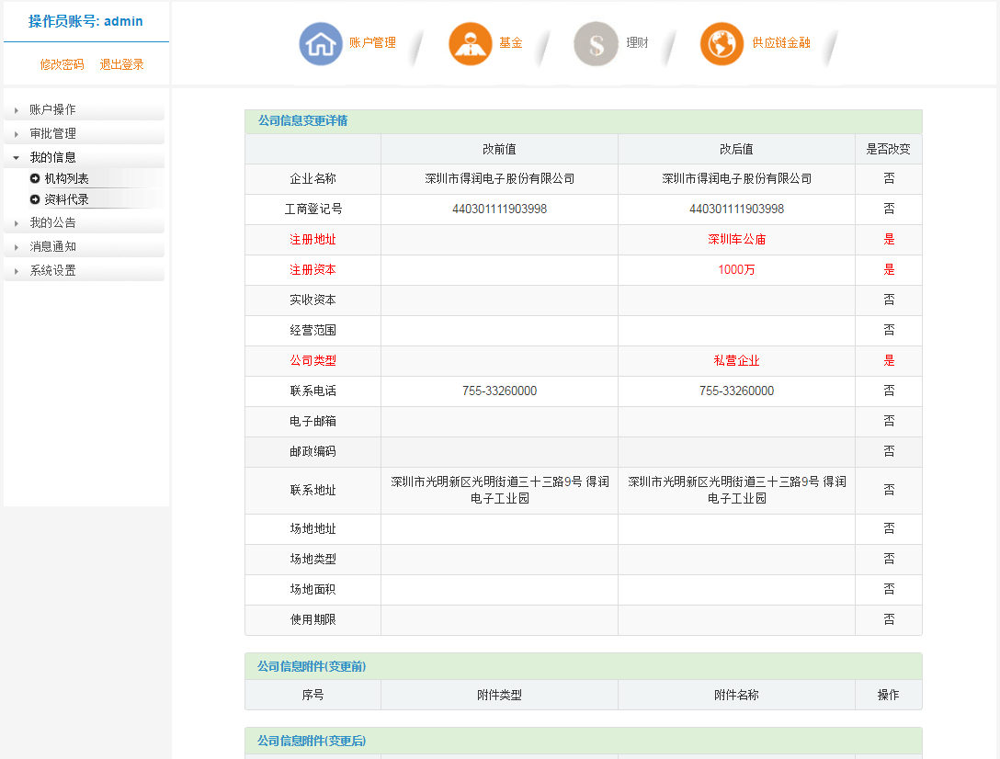 操作员账号: admin
修改密码 退出登录
账户管理 基金 理财 供应链金融
账户操作
审批管理
我的信息
机构列表
资料代录
我的公告
消息通知
系统设置
公司信息变更详情
改前值 改后值 是否改变
企业名称 深圳市得润电子股份有限公司 深圳市得润电子股份有限公司 否
工商登记号 440301111903998 440301111903998 否
注册地址 深圳车公庙 是
注册资本 1000万 是
实收资本 否
经营范围 否
公司类型 私营企业 是
联系电话 755-33260000 755-33260000 否
电子邮箱 否
邮政编码 否
联系地址 深圳市光明新区光明街道三十三路9号 得润 深圳市光明新区光明街道三十三路9号 得润 否
电子工业园 电子工业园
场地地址 否
场地类型 否
场地面积 否
使用期限 否
公司信息附件(变更前)
序号 附件类型 附件名称 操作
公司信息附件(变更后)